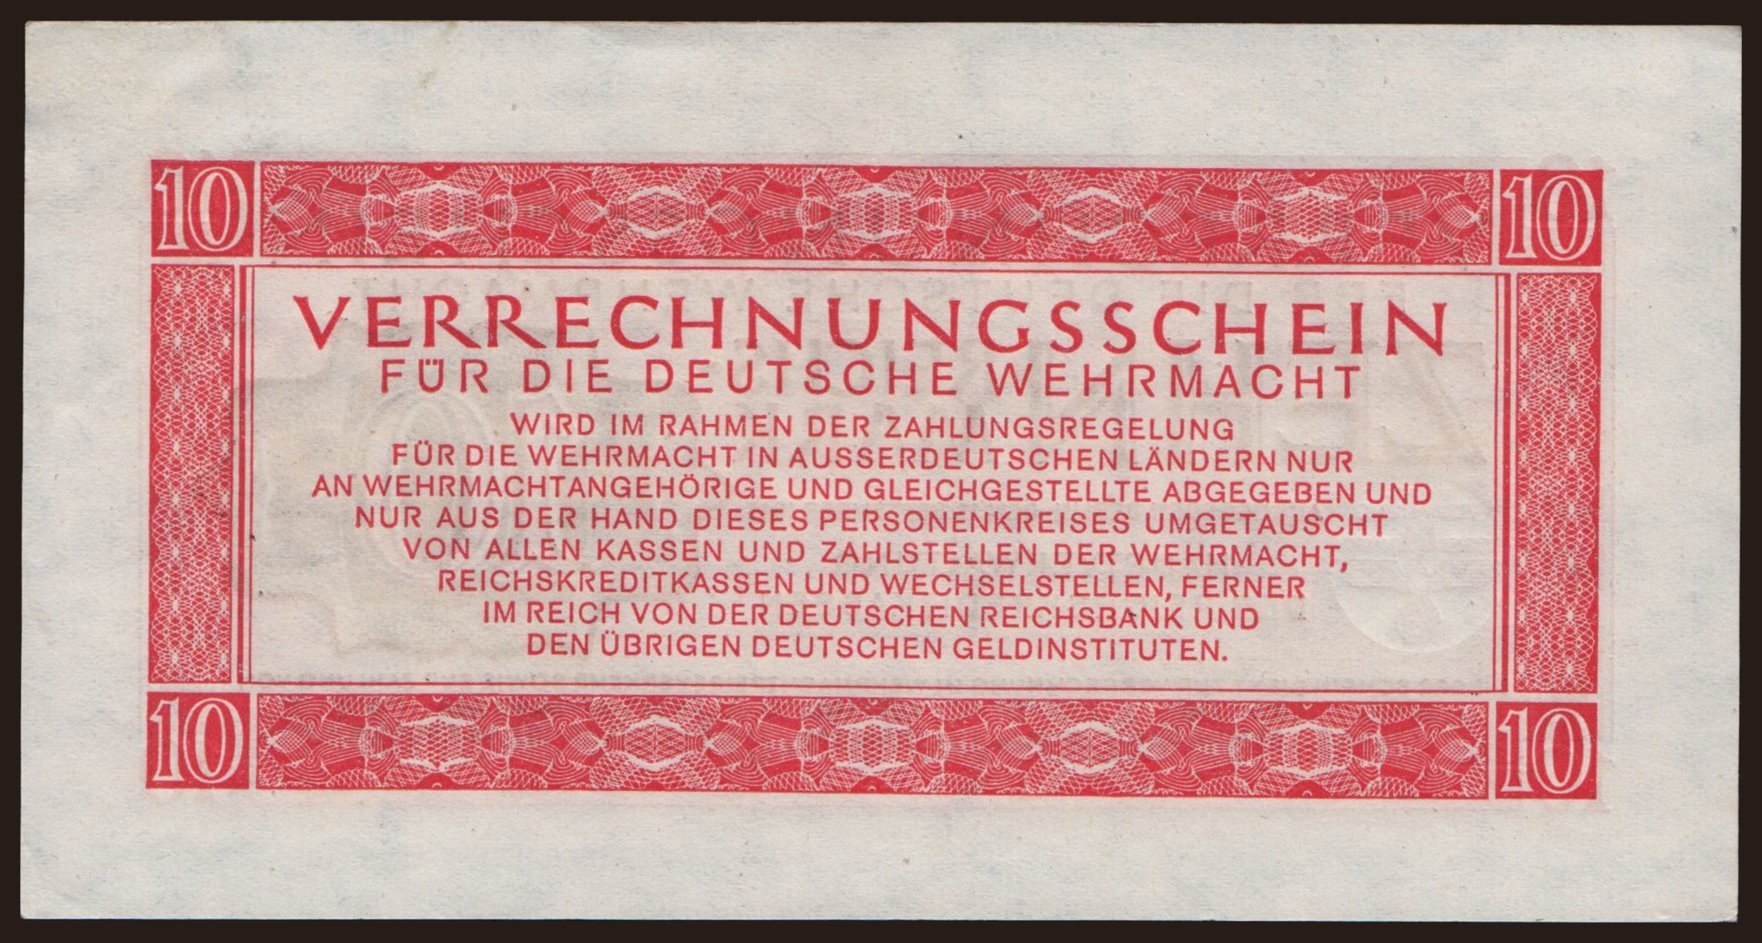 10 10
VERRECHNUNGSSCHEIN
FÜR DIE DEUTSCHE WEHRMACHT
WIRD IM RAHMEN DER ZAHLUNGSREGELUNG
FÜR DIE WEHRMACHT IN AUSSERDEUTSCHEN LÄNDERN NUR
AN WEHRMACHTANGEHÖRIGE UND GLEICHGESTELLTE ABGEGEBEN UND
NUR AUS DER HAND DIESES PERSONENKREISES UMGETAUSCHT
VON ALLEN KASSEN UND ZAHLSTELLEN DER WEHRMACHT,
REICHSKREDITKASSEN UND WECHSELSTELLEN, FERNER
IM REICH VON DER DEUTSCHEN REICHSBANK UND
DEN ÜBRIGEN DEUTSCHEN GELDINSTITUTEN.
10 10